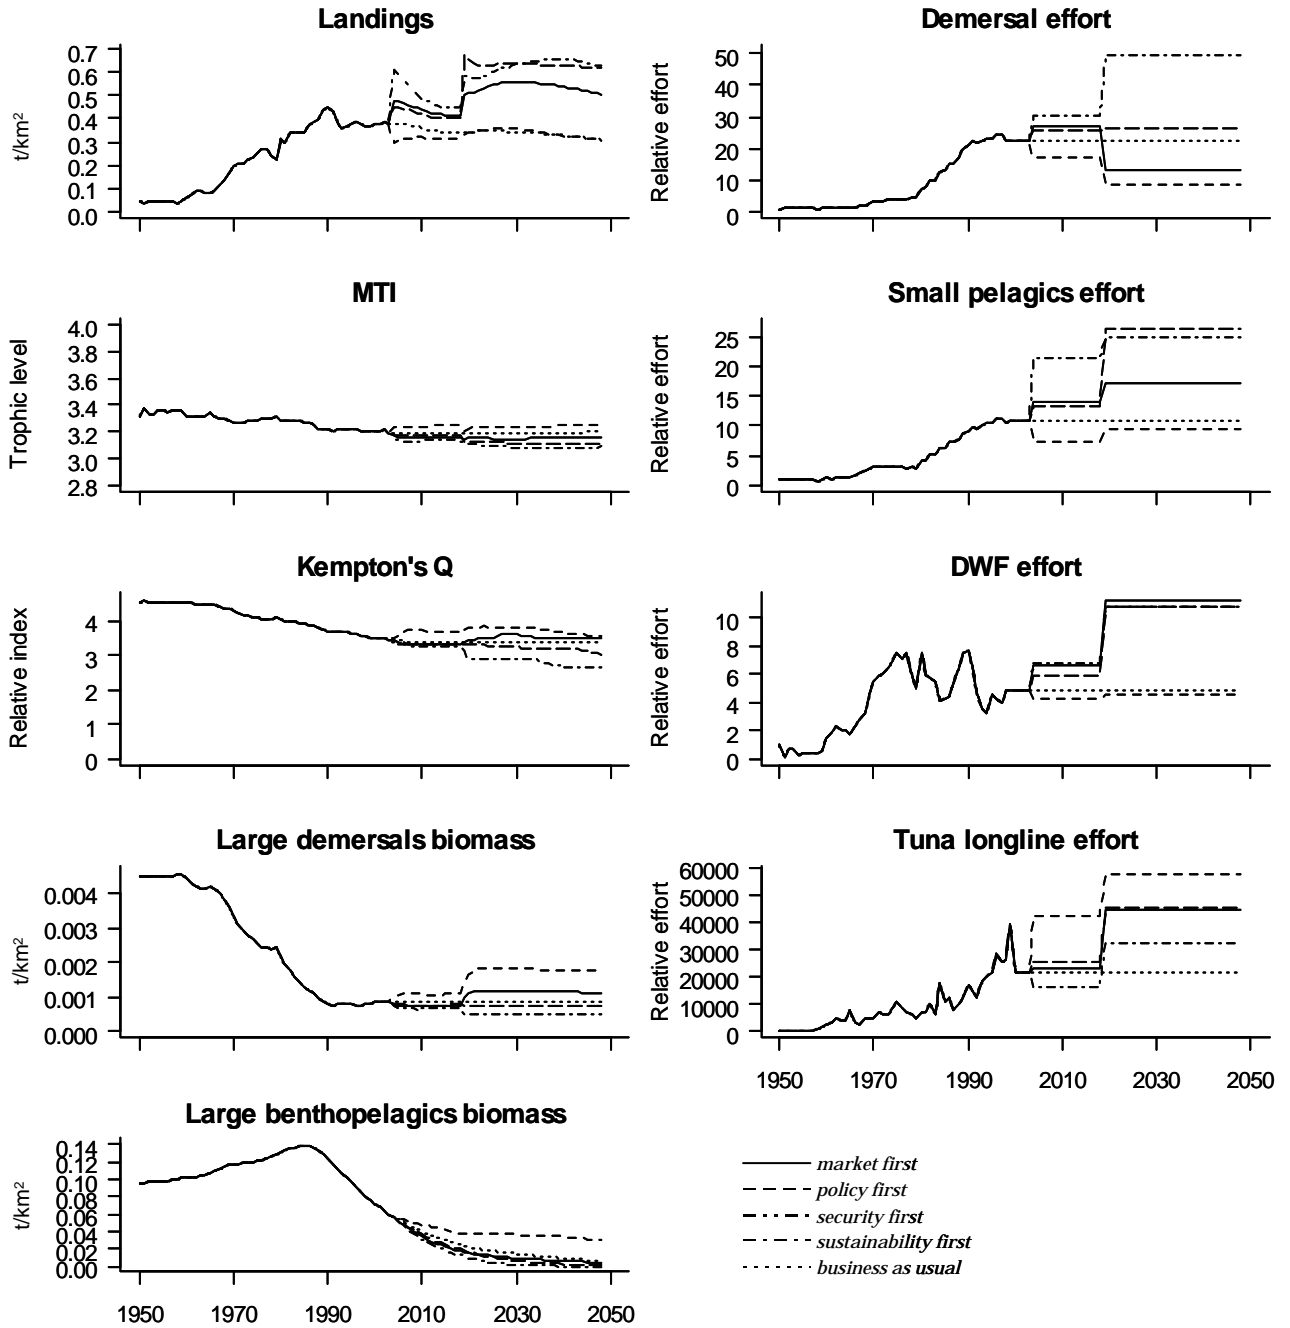 Landings
t/km²
0.7
0.6
0.5
0.4
0.3
0.2
0.1
0.0
Demersal effort
Relative effort
50
40
30
20
10
0
MTI
Trophic level
4.0
3.8
3.6
3.4
3.2
3.0
2.8
Small pelagics effort
Relative effort
25
20
15
10
5
0
Kempton's Q
Relative index
4
3
2
1
0
DWF effort
Relative effort
10
8
6
4
2
0
Large demersals biomass
t/km²
0.004
0.003
0.002
0.001
0.000
Tuna longline effort
Relative effort
60000
50000
40000
30000
20000
10000
0
1950 1970 1990 2010 2030 2050
Large benthopelagics biomass
t/km²
0.14
0.12
0.10
0.08
0.06
0.04
0.02
0.00
1950 1970 1990 2010 2030 2050
market first
policy first
security first
sustainability first
business as usual